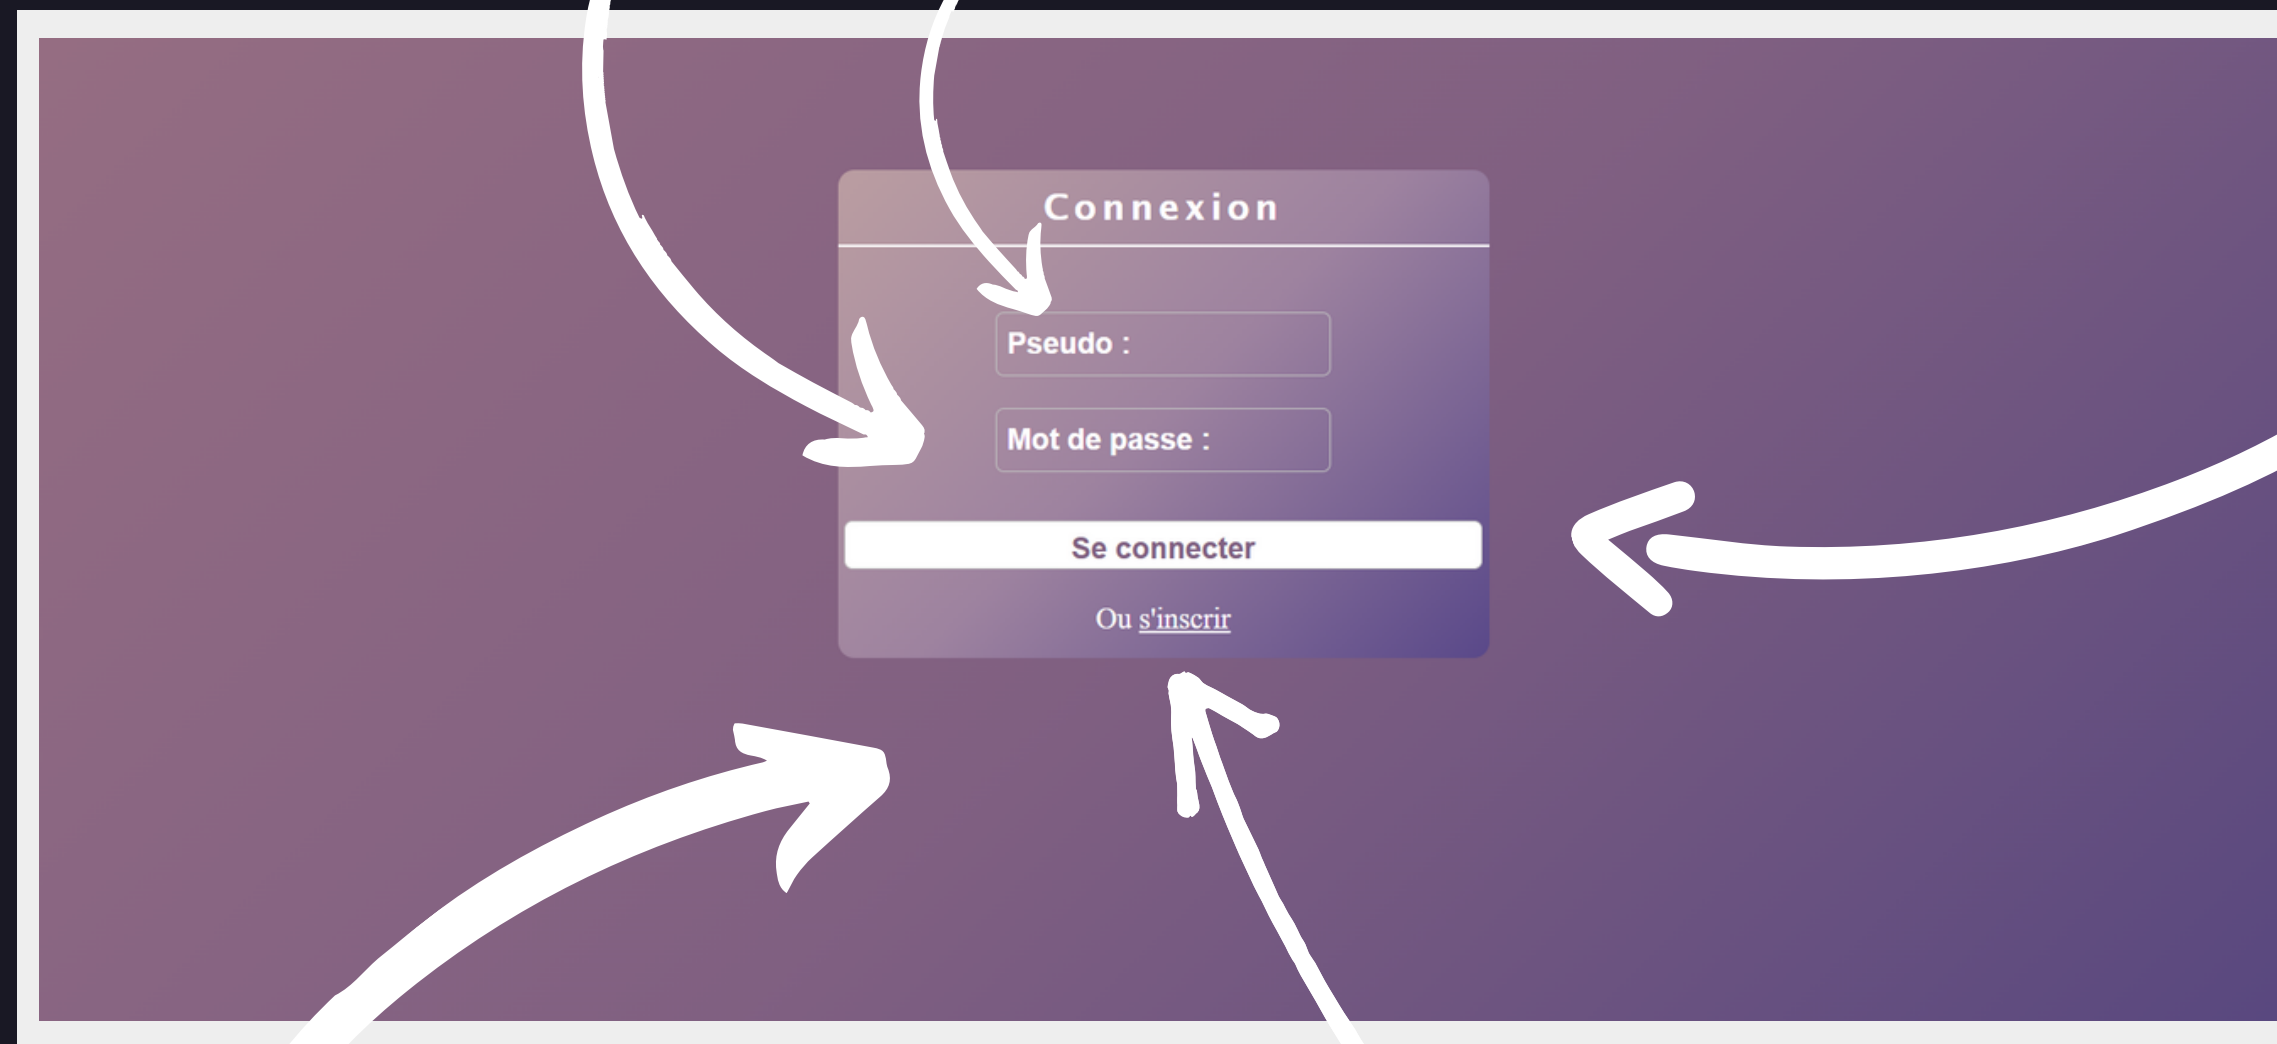 Connexion
Pseudo :
Mot de passe :
Se connecter
Ou s'inscrir